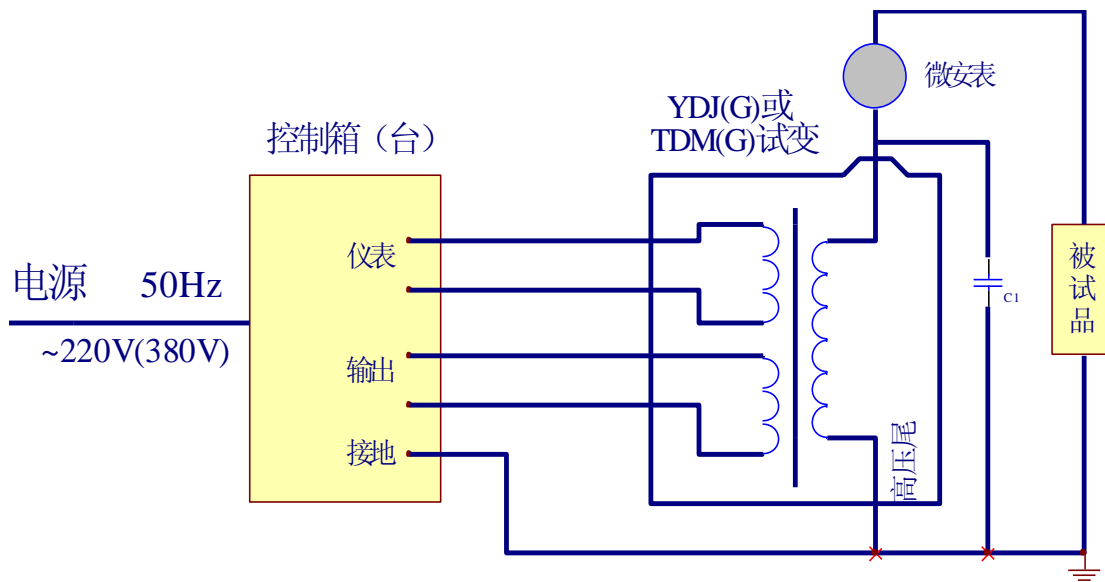 微安表
YDJ(G)或
TDM(G)试变
控制箱（台）
仪表
电源 50Hz
~220V(380V)
输出
接地
高压尾
C1
被试品